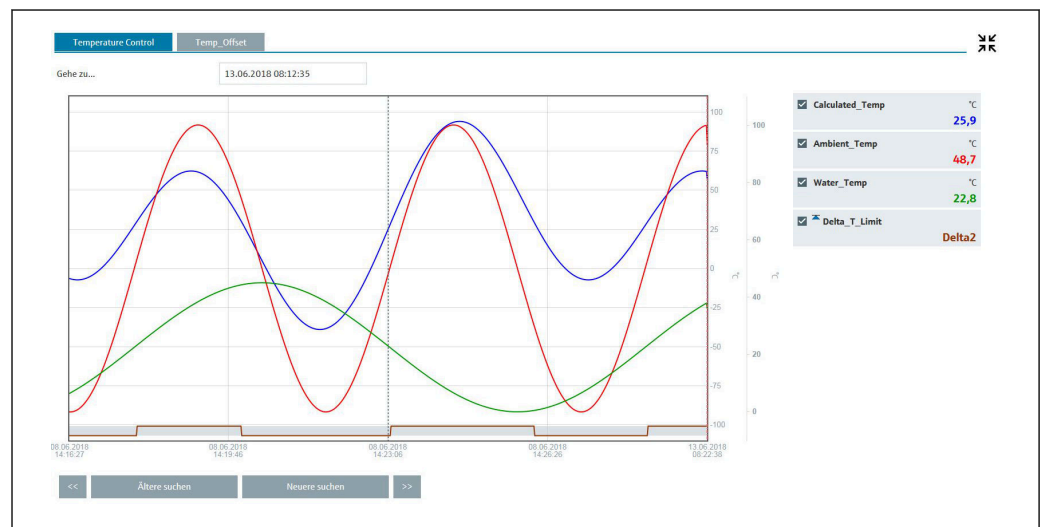 Temperature Control
Temp_Offset
Gehe zu...
13.06.2018 08:12:35
100
75
50
25
0
-25
-50
-75
-100
100
80
60
40
20
0
°C
°C
08.06.2018
14:16:27
08.06.2018
14:19:46
08.06.2018
14:23:06
08.06.2018
14:26:26
13.06.2018
08:22:38
Calculated_Temp
°C
25,9
Ambient_Temp
°C
48,7
Water_Temp
°C
22,8
Delta_T_Limit
Delta2
<<
Ältere suchen
Neuere suchen
>>